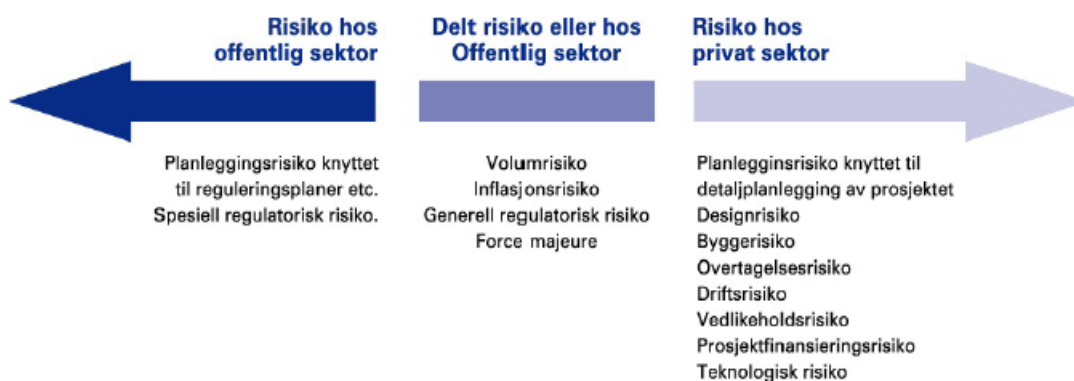 Risiko hos
offentlig sektor
Delt risiko eller hos
Offentlig Sektor
Risiko hos
privat sektor
Planleggingsrisiko knyttet
til reguleringsplaner etc.
Spesiell regulatorisk risiko.
Volumrisiko
Inflasjonsrisiko
Generell regulatorisk risiko
Force majeure
Planlegginsrisiko knyttet til
detaljplanlegging av prosjektet
Designrisiko
Byggerisiko
Overtagelsesrisiko
Driftsrisiko
Vedlikeholdsrisiko
Prosjektfinansieringsrisiko
Teknologisk risiko